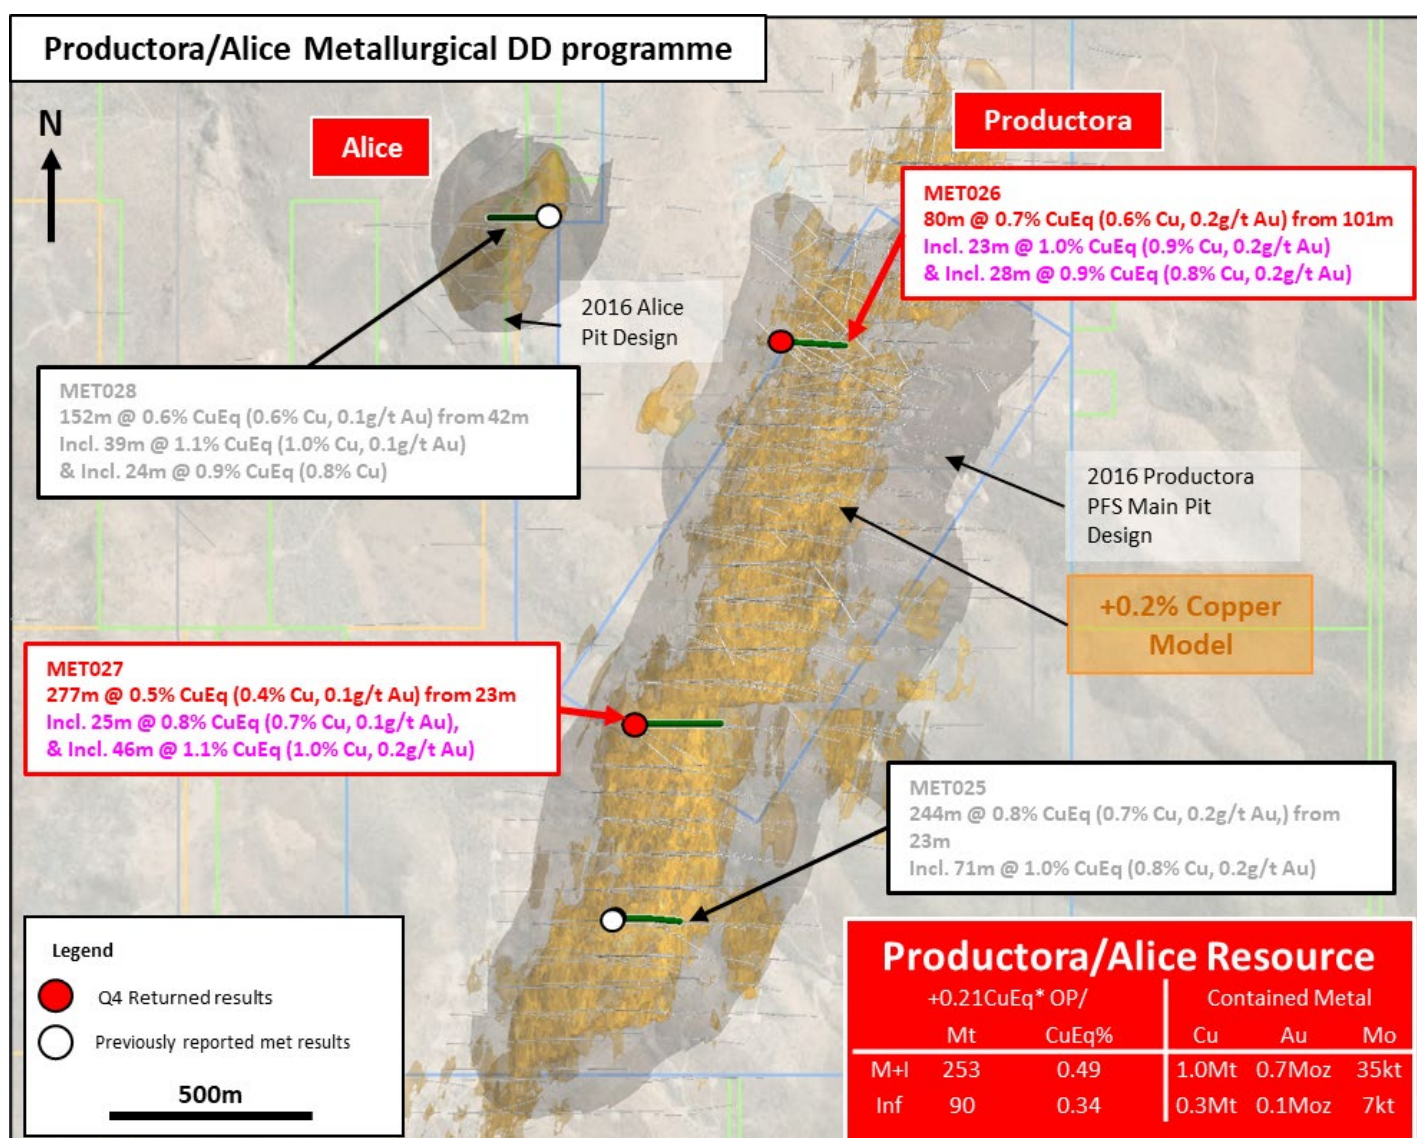 Productora/Alice Metallurgical DD programme
N
Alice
Productora
MET026
80m @ 0.7% CuEq (0.6% Cu, 0.2g/t Au) from 101m
Incl. 23m @ 1.0% CuEq (0.9% Cu, 0.2g/t Au)
& Incl. 28m @ 0.9% CuEq (0.8% Cu, 0.2g/t Au)
2016 Alice
Pit Design
MET028
152m @ 0.6% CuEq (0.6% Cu, 0.1g/t Au) from 42m
Incl. 39m @ 1.1% CuEq (1.0% Cu, 0.1g/t Au)
& Incl. 24m @ 0.9% CuEq (0.8% Cu)
2016 Productora
PFS Main Pit
Design
+0.2% Copper
Model
MET027
277m @ 0.5% CuEq (0.4% Cu, 0.1g/t Au) from 23m
Incl. 25m @ 0.8% CuEq (0.7% Cu, 0.1g/t Au),
& Incl. 46m @ 1.1% CuEq (1.0% Cu, 0.2g/t Au)
MET025
244m @ 0.8% CuEq (0.7% Cu, 0.2g/t Au,) from
23m
Incl. 71m @ 1.0% CuEq (0.8% Cu, 0.2g/t Au)
Legend
Q4 Returned results
Previously reported met results
500m
Productora/Alice Resource
+0.21CuEq* OP/ Contained Metal
Mt CuEq% Cu Au Mo
M+I 253 0.49 1.0Mt 0.7Moz 35kt
Inf 90 0.34 0.3Mt 0.1Moz 7kt